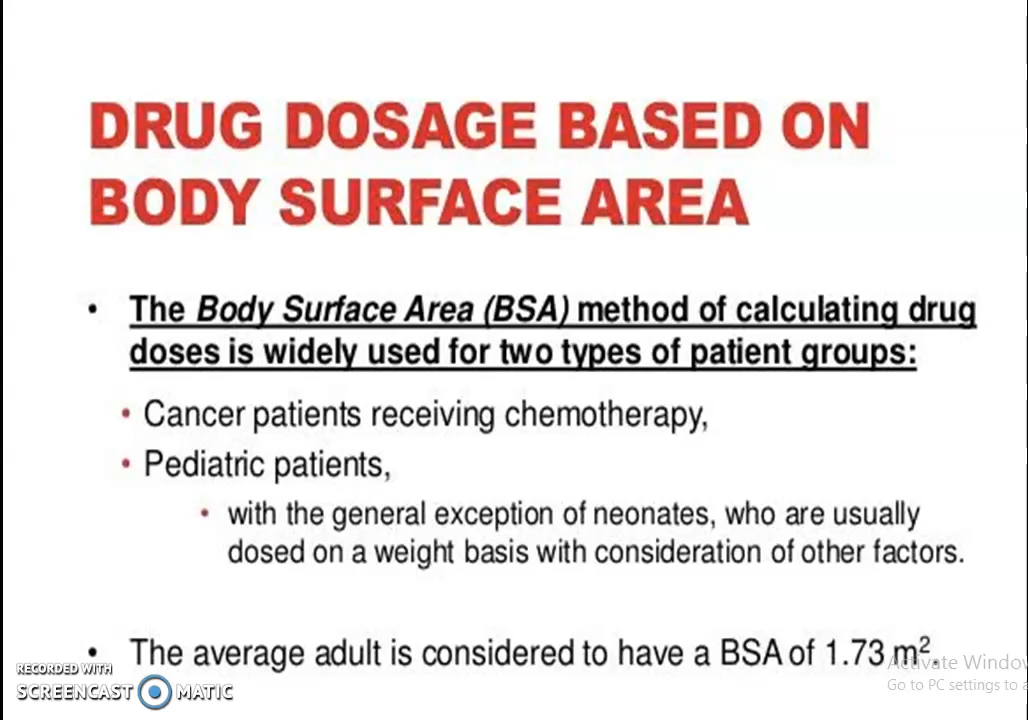 DRUG DOSAGE BASED ON
BODY SURFACE AREA
• The Body Surface Area (BSA) method of calculating drug
doses is widely used for two types of patient groups:
• Cancer patients receiving chemotherapy,
• Pediatric patients,
• with the general exception of neonates, who are usually
dosed on a weight basis with consideration of other factors.
• The average adult is considered to have a BSA of 1.73 m².
RECORDED WITH
SCREENCAST MATIC
Activate Window
Go to PC settings to a